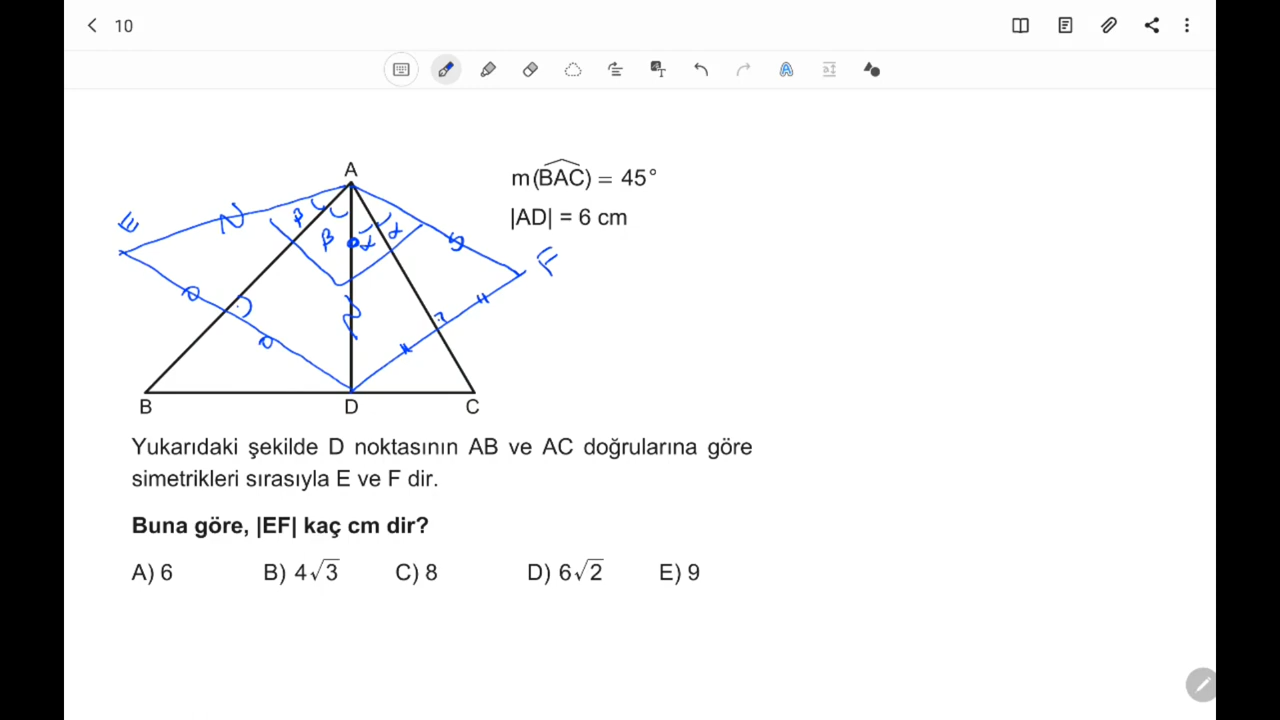 10
A
m(BAC) = 45°
|AD| = 6 cm
E
β
β
α
α
F
B
D
C
Yukarıdaki şekilde D noktasının AB ve AC doğrularına göre
simetrikleri sırasıyla E ve F dir.
Buna göre, |EF| kaç cm dir?
A) 6 B) 4√3 C) 8 D) 6√2 E) 9